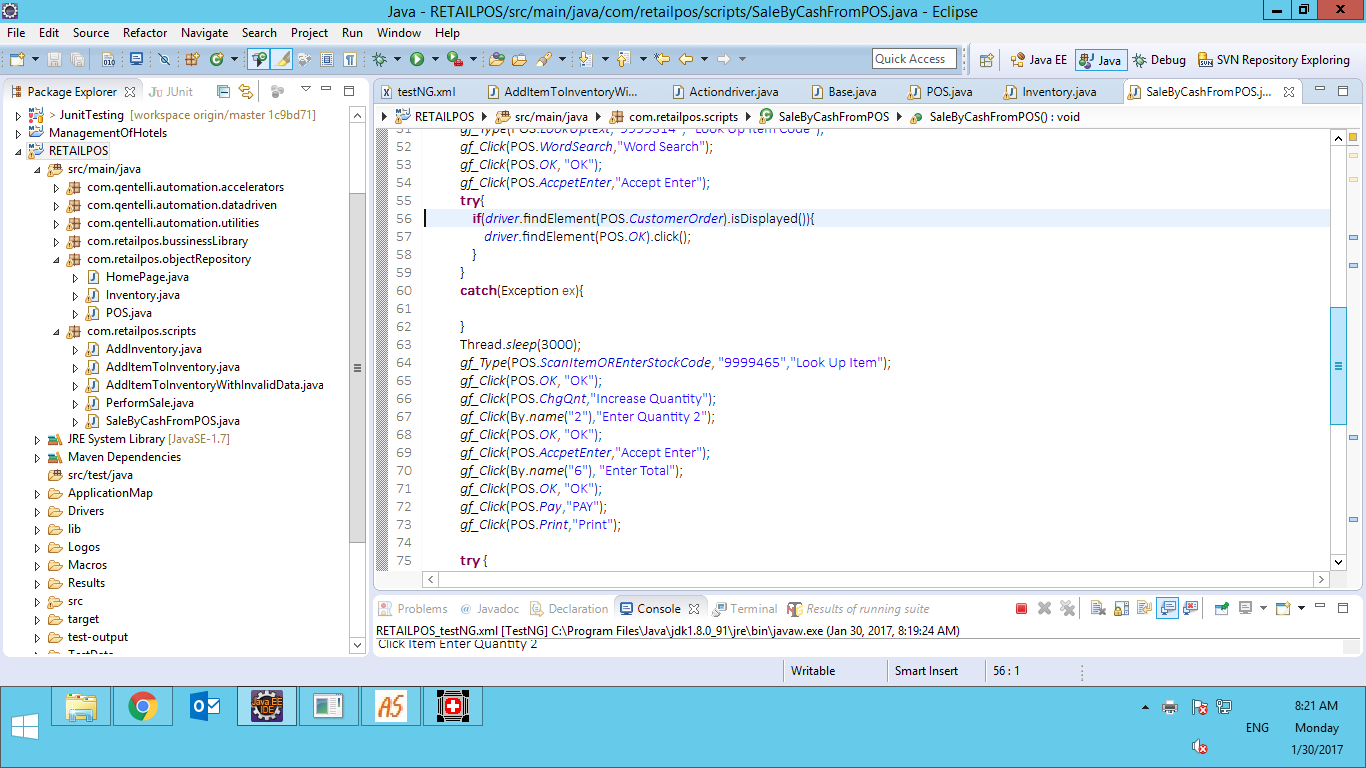 Java - RETAILPOS/src/main/java/com/retailpos/scripts/SaleByCashFromPOS.java - Eclipse
File Edit Source Refactor Navigate Search Project Run Window Help
Quick Access
Java EE
Java
Debug
SVN Repository Exploring
Package Explorer
JUnit
> JunitTesting [workspace origin/master 1c9bd71]
ManagementOfHotels
RETAILPOS
src/main/java
com.qentelli.automation.accelerators
com.qentelli.automation.datadriven
com.qentelli.automation.utilities
com.retailpos.bussinessLibrary
com.retailpos.objectRepository
HomePage.java
Inventory.java
POS.java
com.retailpos.scripts
AddInventory.java
AddItemToInventory.java
AddItemToInventoryWithInvalidData.java
PerformSale.java
SaleByCashFromPOS.java
JRE System Library [JavaSE-1.7]
Maven Dependencies
src/test/java
ApplicationMap
Drivers
lib
Logos
Macros
Results
src
target
test-output
TestData
testNG.xml
AddItemToInventoryWi...
Actiondriver.java
Base.java
POS.java
Inventory.java
SaleByCashFromPOS.j...
RETAILPOS
src/main/java
com.retailpos.scripts
SaleByCashFromPOS
SaleByCashFromPOS() : void
51 gf_Type(POS.LookUptext, "9999314", "Look Up Item Code");
52 gf_Click(POS.WordSearch,"Word Search");
53 gf_Click(POS.OK, "OK");
54 gf_Click(POS.AccpetEnter,"Accept Enter");
55 try{
56 if(driver.findElement(POS.CustomerOrder).isDisplayed()){
57 driver.findElement(POS.OK).click();
58 }
59 }
60 catch(Exception ex){
61
62 }
63 Thread.sleep(3000);
64 gf_Type(POS.ScanItemOREnterStockCode, "9999465","Look Up Item");
65 gf_Click(POS.OK, "OK");
66 gf_Click(POS.ChgQnt,"Increase Quantity");
67 gf_Click(By.name("2"),"Enter Quantity 2");
68 gf_Click(POS.OK, "OK");
69 gf_Click(POS.AccpetEnter,"Accept Enter");
70 gf_Click(By.name("6"), "Enter Total");
71 gf_Click(POS.OK, "OK");
72 gf_Click(POS.Pay,"PAY");
73 gf_Click(POS.Print,"Print");
74
75 try {
Problems
Javadoc
Declaration
Console
Terminal
Results of running suite
RETAILPOS_testNG.xml [TestNG] C:\Program Files\Java\jdk1.8.0_91\jre\bin\javaw.exe (Jan 30, 2017, 8:19:24 AM)
Click Item Enter Quantity 2
Writable
Smart Insert
56 : 1
Java EE
IDE
AS
ENG
8:21 AM
Monday
1/30/2017